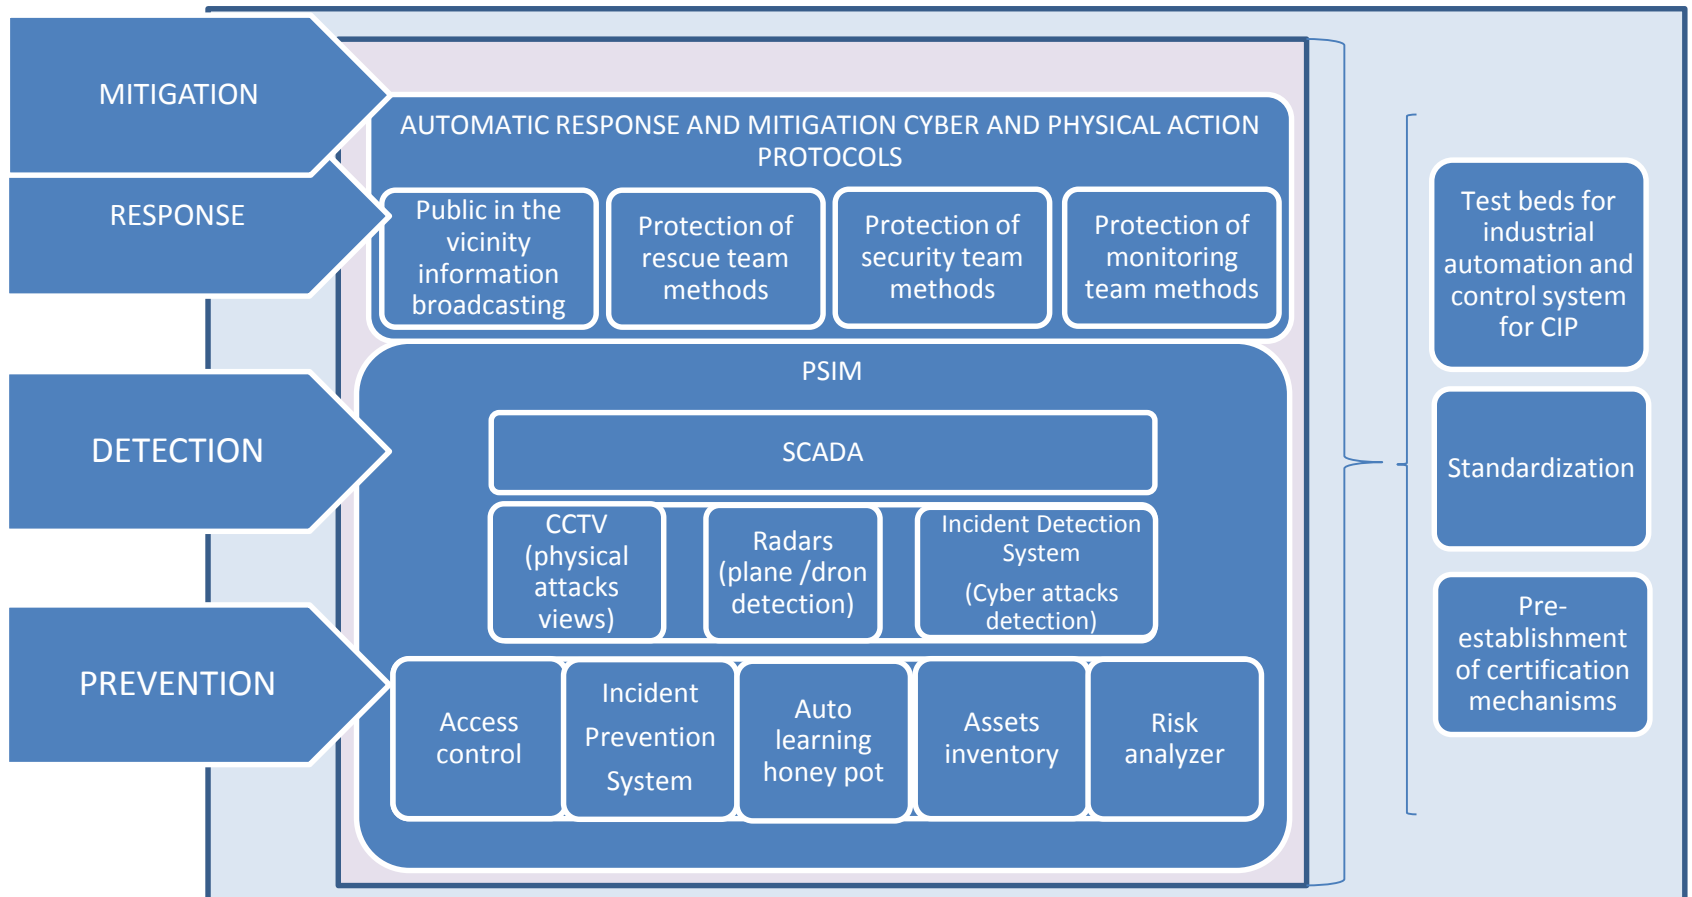 MITIGATION
RESPONSE
DETECTION
PREVENTION
AUTOMATIC RESPONSE AND MITIGATION CYBER AND PHYSICAL ACTION
PROTOCOLS
Public in the
vicinity
information
broadcasting
Protection of
rescue team
methods
Protection of
security team
methods
Protection of
monitoring
team methods
PSIM
SCADA
CCTV
(physical
attacks
views)
Radars
(plane /dron
detection)
Incident Detection
System
(Cyber attacks
detection)
Access
control
Incident
Prevention
System
Auto
learning
honey pot
Assets
inventory
Risk
analyzer
Test beds for
industrial
automation and
control system
for CIP
Standardization
Pre-
establishment
of certification
mechanisms